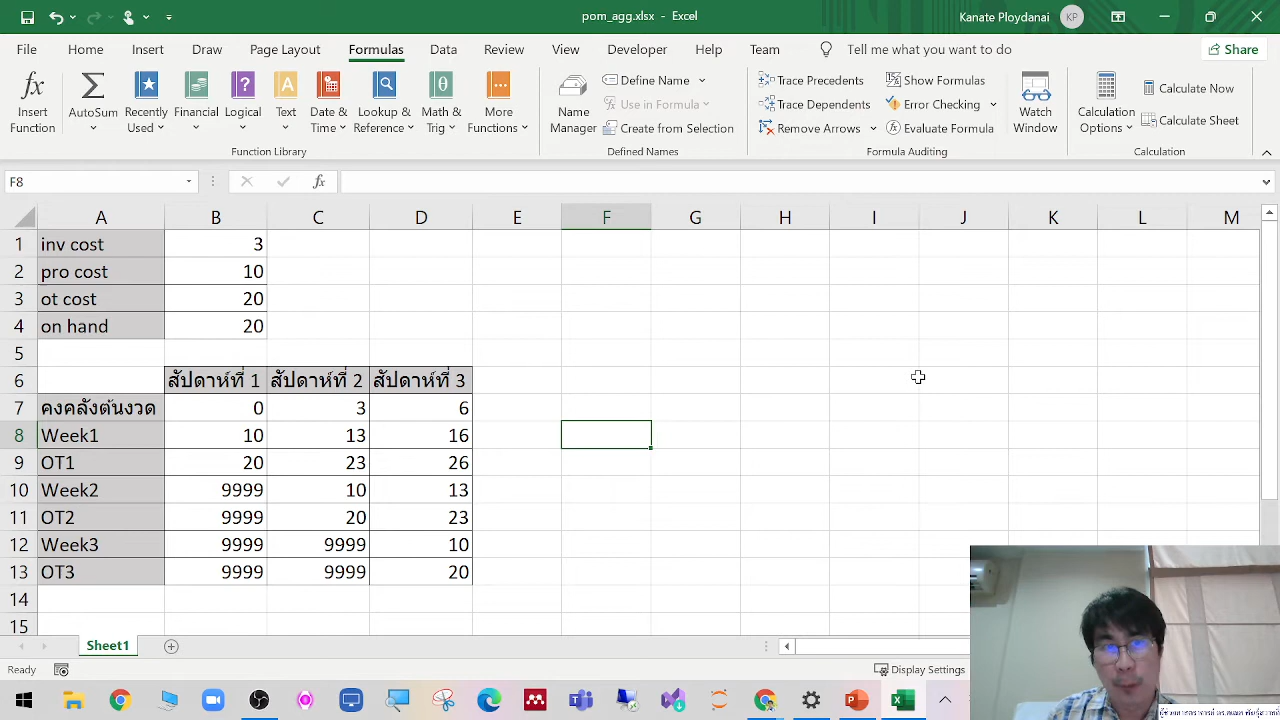 pom_agg.xlsx - Excel
Kanate Ploydanai KP
File Home Insert Draw Page Layout Formulas Data Review View Developer Help Team Tell me what you want to do Share
fx Insert Function
AutoSum
Recently Used
Financial
Logical
Text
Date & Time
Lookup & Reference
Math & Trig
More Functions
Function Library
Name Manager
Define Name
Use in Formula
Create from Selection
Defined Names
Trace Precedents
Trace Dependents
Remove Arrows
Show Formulas
Error Checking
Evaluate Formula
Formula Auditing
Watch Window
Calculation Options
Calculate Now
Calculate Sheet
Calculation
F8 fx
A B C D E F G H I J K L M
1 inv cost 3
2 pro cost 10
3 ot cost 20
4 on hand 20
5
6 สัปดาห์ที่ 1 สัปดาห์ที่ 2 สัปดาห์ที่ 3
7 คงคลังต้นงวด 0 3 6
8 Week1 10 13 16
9 OT1 20 23 26
10 Week2 9999 10 13
11 OT2 9999 20 23
12 Week3 9999 9999 10
13 OT3 9999 9999 20
14
15
Sheet1
Ready
Display Settings